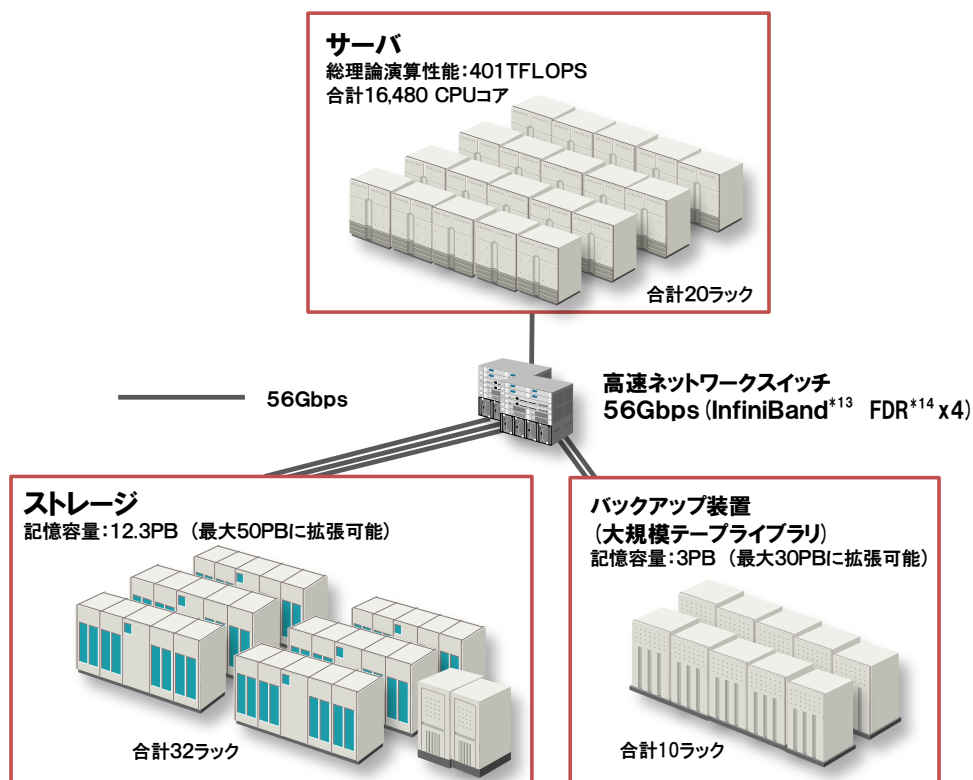 サーバ
総理論演算性能:401TFLOPS
合計16,480 CPUコア
合計20ラック
56Gbps
高速ネットワークスイッチ
56Gbps(InfiniBand*13 FDR*14 x4)
ストレージ
記憶容量:12.3PB (最大50PBに拡張可能)
合計32ラック
バックアップ装置
(大規模テープライブラリ)
記憶容量:3PB (最大30PBに拡張可能)
合計10ラック